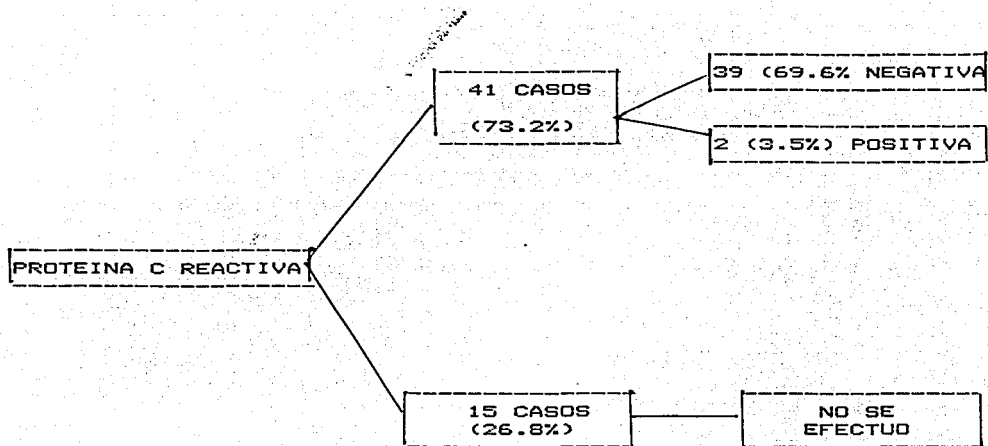 41 CASOS
(73.2%)
39 (69.6% NEGATIVA
2 (3.5%) POSITIVA
PROTEINA C REACTIVA
15 CASOS
(26.8%)
NO SE
EFECTUO